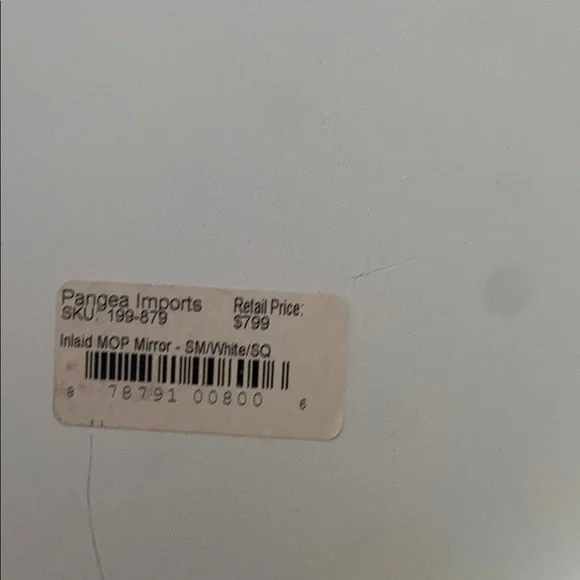 Pangea Imports
SKU: 199-879
Retail Price:
$799
Inlaid MOP Mirror - SM/White/SQ
8 78791 00800 6